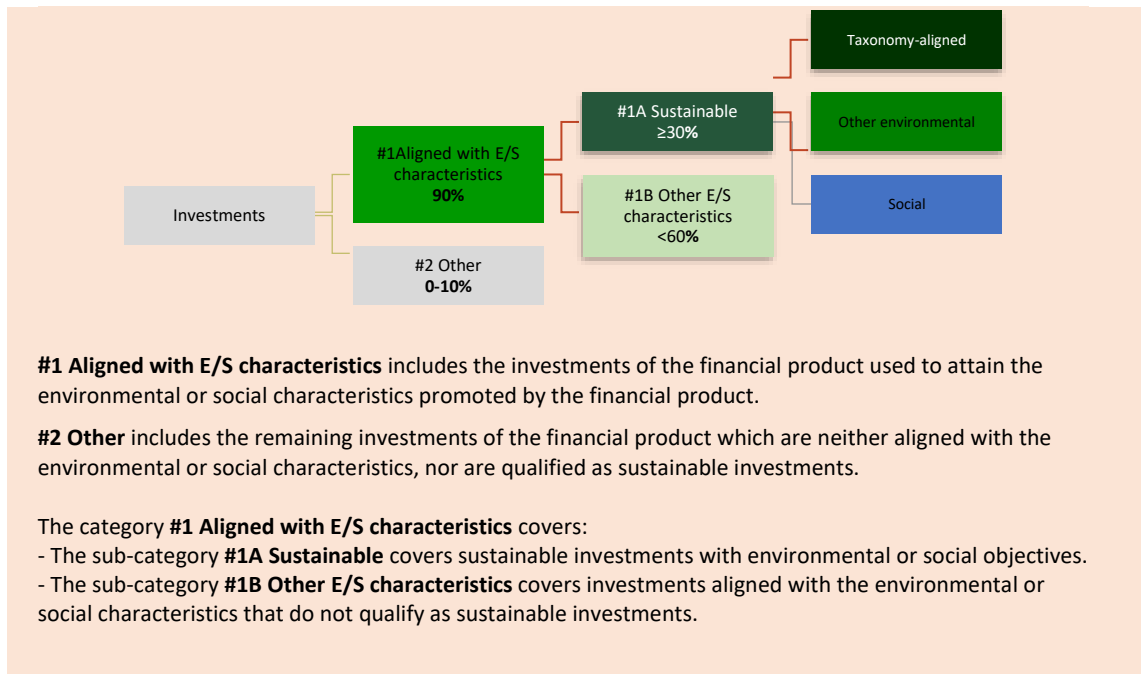 Taxonomy-aligned
#1A Sustainable
≥30%
Other environmental
#1Aligned with E/S
characteristics
90%
#1B Other E/S
characteristics
<60%
Social
Investments
#2 Other
0-10%
#1 Aligned with E/S characteristics includes the investments of the financial product used to attain the
environmental or social characteristics promoted by the financial product.
#2 Other includes the remaining investments of the financial product which are neither aligned with the
environmental or social characteristics, nor are qualified as sustainable investments.
The category #1 Aligned with E/S characteristics covers:
- The sub-category #1A Sustainable covers sustainable investments with environmental or social objectives.
- The sub-category #1B Other E/S characteristics covers investments aligned with the environmental or
social characteristics that do not qualify as sustainable investments.